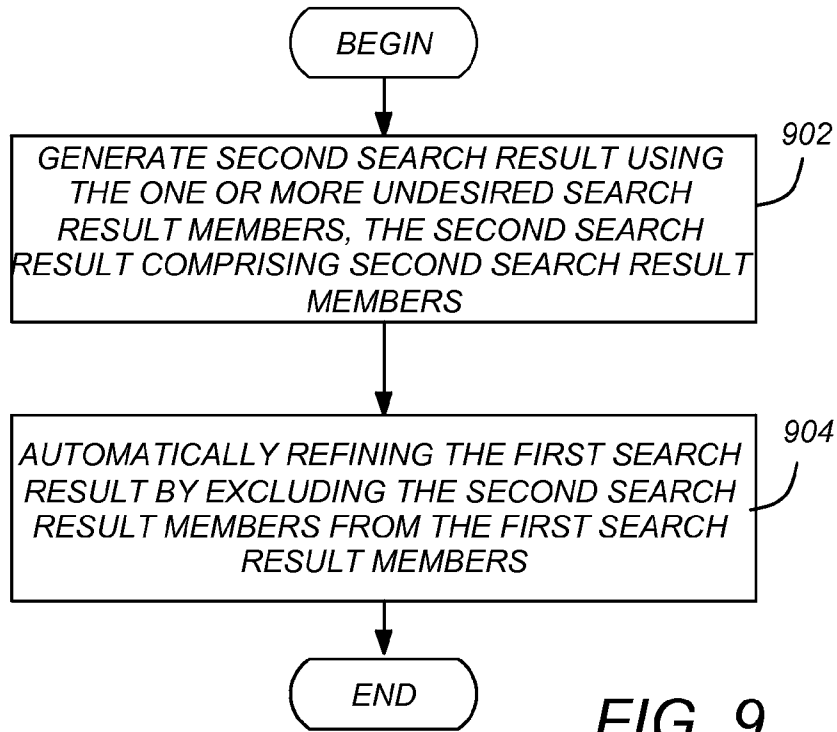 BEGIN
902
GENERATE SECOND SEARCH RESULT USING
THE ONE OR MORE UNDESIRED SEARCH
RESULT MEMBERS, THE SECOND SEARCH
RESULT COMPRISING SECOND SEARCH RESULT
MEMBERS
904
AUTOMATICALLY REFINING THE FIRST SEARCH
RESULT BY EXCLUDING THE SECOND SEARCH
RESULT MEMBERS FROM THE FIRST SEARCH
RESULT MEMBERS
END
FIG. 9